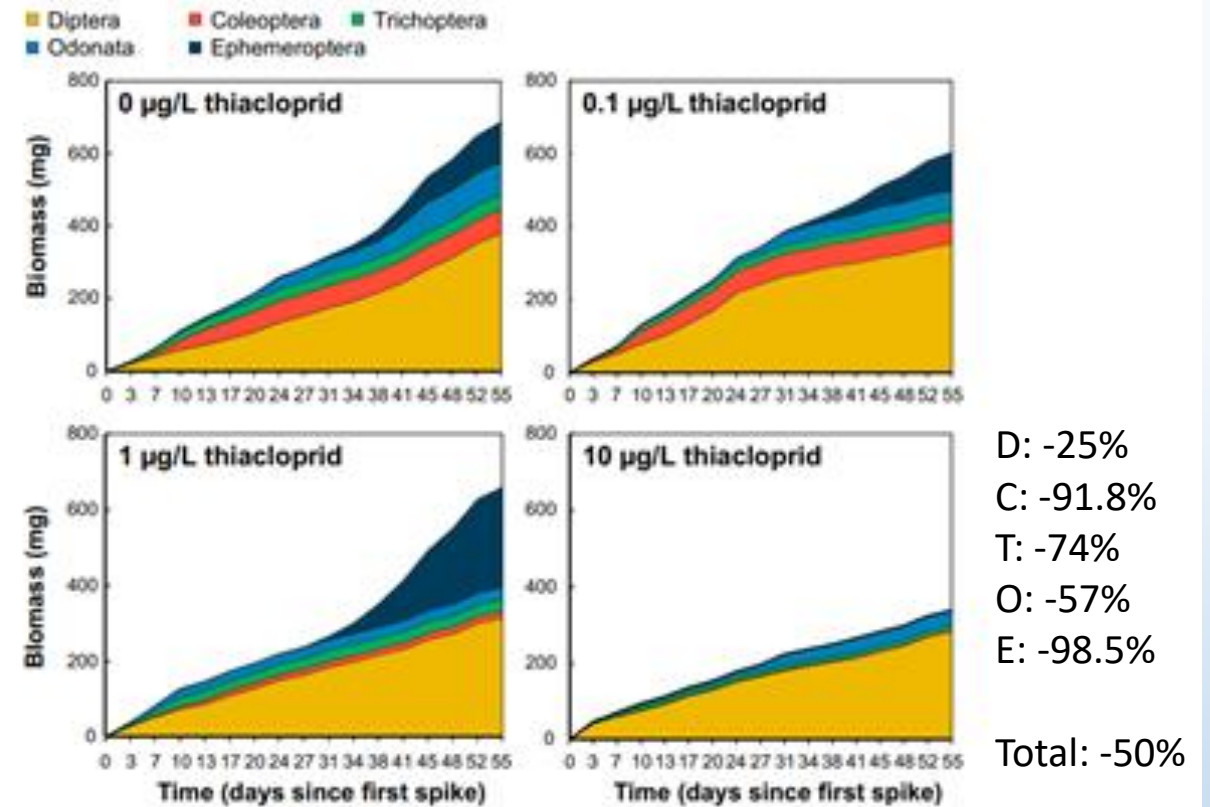 Diptera Coleoptera Trichoptera
Odonata Ephemeroptera
800
0 µg/L thiacloprid
600
400
200
0
Biomass (mg)
0 3 7 10 13 17 20 24 27 31 34 38 41 45 48 52 55
800
0.1 µg/L thiacloprid
600
400
200
0
0 3 7 10 13 17 20 24 27 31 34 38 41 45 48 52 55
800
1 µg/L thiacloprid
600
400
200
0
Biomass (mg)
0 3 7 10 13 17 20 24 27 31 34 38 41 45 48 52 55
Time (days since first spike)
800
10 µg/L thiacloprid
600
400
200
0
0 3 7 10 13 17 20 24 27 31 34 38 41 45 48 52 55
Time (days since first spike)
D: -25%
C: -91.8%
T: -74%
O: -57%
E: -98.5%
Total: -50%